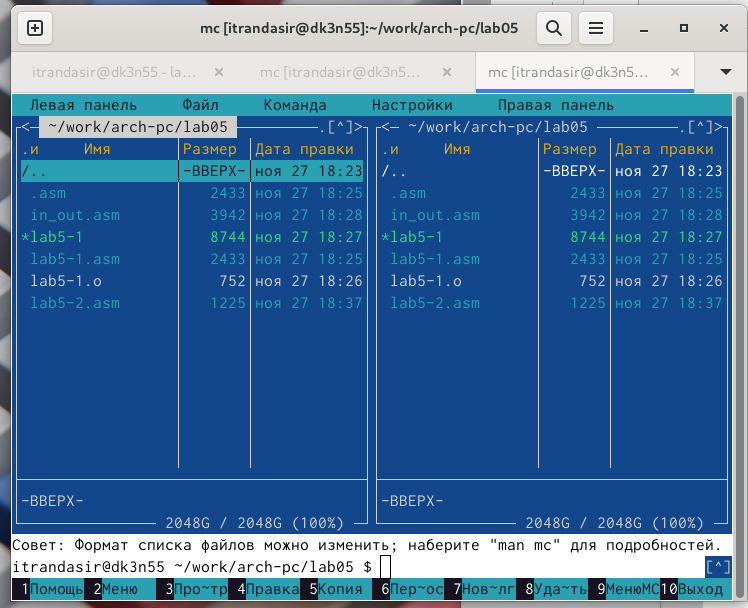 mc [itrandasir@dk3n55]:~/work/arch-pc/lab05
itrandasir@dk3n55 - la... × mc [itrandasir@dk3n5... × mc [itrandasir@dk3n5... ×
Левая панель Файл Команда Настройки Правая панель
<─ ~/work/arch-pc/lab05 ─.[^]> <─ ~/work/arch-pc/lab05 ─.[^]>
.и Имя Размер Дата правки .и Имя Размер Дата правки
/.. -ВВЕРХ- ноя 27 18:23 /.. -ВВЕРХ- ноя 27 18:23
.asm 2433 ноя 27 18:25 .asm 2433 ноя 27 18:25
in_out.asm 3942 ноя 27 18:28 in_out.asm 3942 ноя 27 18:28
*lab5-1 8744 ноя 27 18:27 *lab5-1 8744 ноя 27 18:27
lab5-1.asm 2433 ноя 27 18:25 lab5-1.asm 2433 ноя 27 18:25
lab5-1.o 752 ноя 27 18:26 lab5-1.o 752 ноя 27 18:26
lab5-2.asm 1225 ноя 27 18:37 lab5-2.asm 1225 ноя 27 18:37
-ВВЕРХ- -ВВЕРХ-
2048G / 2048G (100%) 2048G / 2048G (100%)
Совет: Формат списка файлов можно изменить; наберите "man mc" для подробностей.
itrandasir@dk3n55 ~/work/arch-pc/lab05 $ [^]
1Помощь 2Меню 3Про~тр 4Правка 5Копия 6Пер~ос 7Нов~лг 8Уда~ть 9МенюMC 10Выход